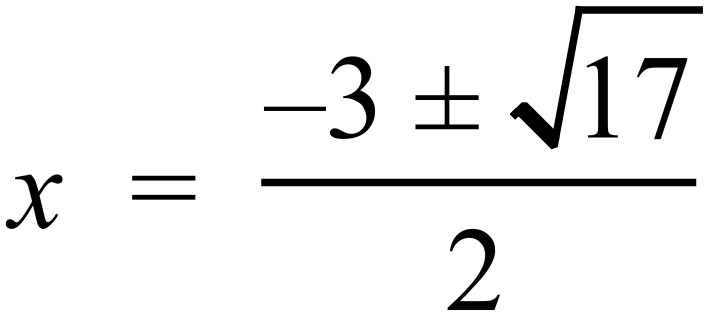 x = (–3 ± √17) / 2